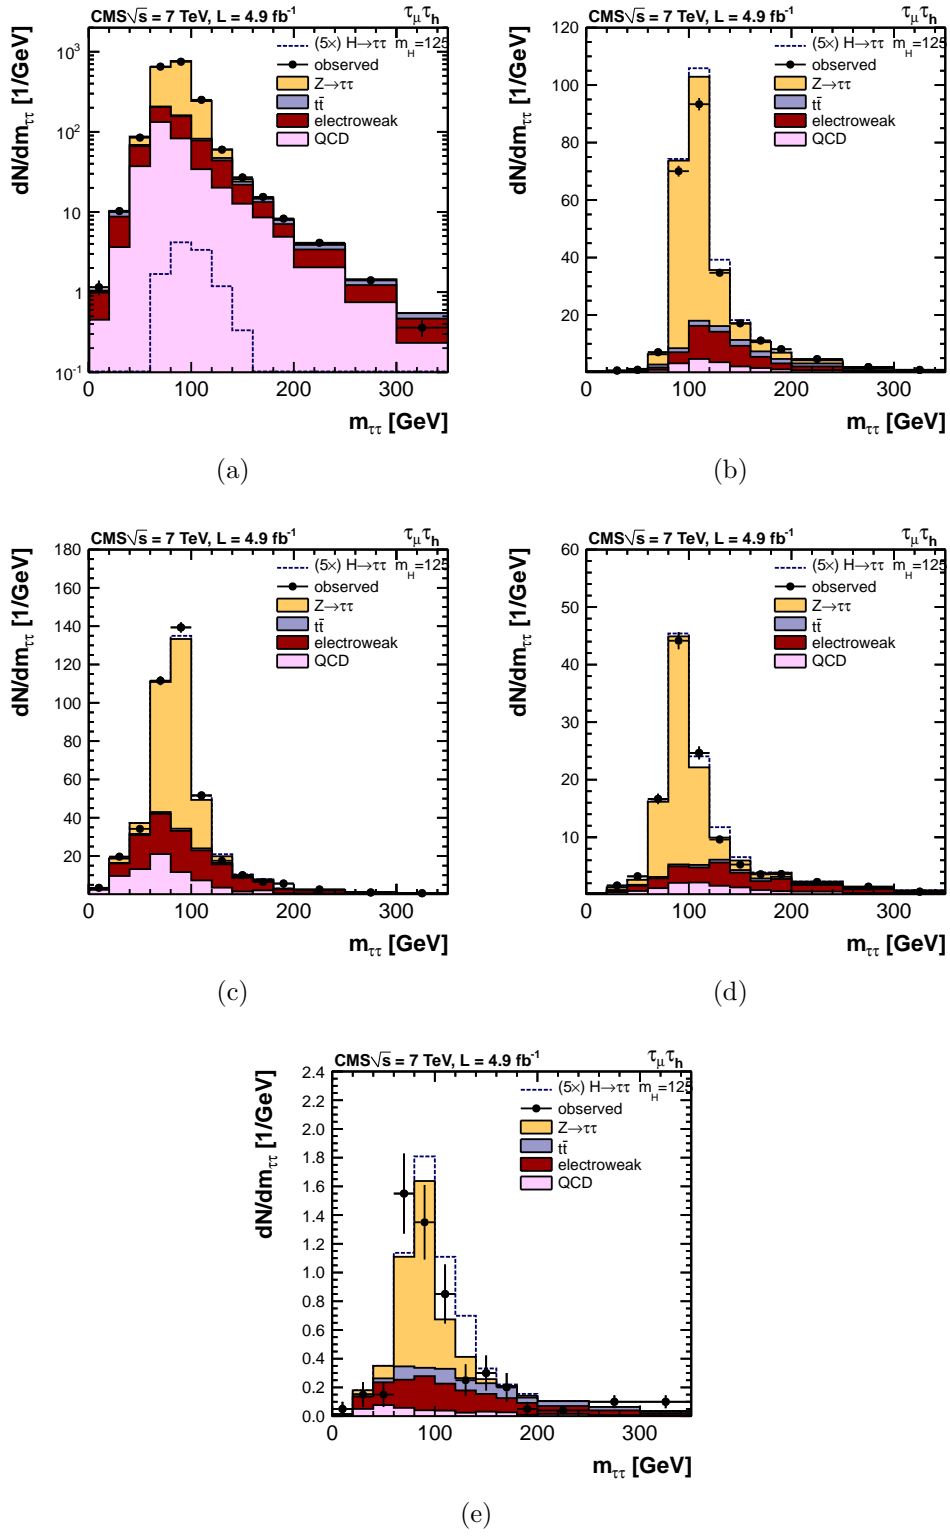 CMS√s = 7 TeV, L = 4.9 fb⁻¹ τμτh
dN/dmττ [1/GeV]
(5×) H→ττ mH=125
observed
Z→ττ
tt̄
electroweak
QCD
10³
10²
10
1
10⁻¹
0 100 200 300
mττ [GeV]
(a)
CMS√s = 7 TeV, L = 4.9 fb⁻¹ τμτh
dN/dmττ [1/GeV]
(5×) H→ττ mH=125
observed
Z→ττ
tt̄
electroweak
QCD
120
100
80
60
40
20
0 100 200 300
mττ [GeV]
(b)
CMS√s = 7 TeV, L = 4.9 fb⁻¹ τμτh
dN/dmττ [1/GeV]
(5×) H→ττ mH=125
observed
Z→ττ
tt̄
electroweak
QCD
180
160
140
120
100
80
60
40
20
0 100 200 300
mττ [GeV]
(c)
CMS√s = 7 TeV, L = 4.9 fb⁻¹ τμτh
dN/dmττ [1/GeV]
(5×) H→ττ mH=125
observed
Z→ττ
tt̄
electroweak
QCD
60
50
40
30
20
10
0 100 200 300
mττ [GeV]
(d)
CMS√s = 7 TeV, L = 4.9 fb⁻¹ τμτh
dN/dmττ [1/GeV]
(5×) H→ττ mH=125
observed
Z→ττ
tt̄
electroweak
QCD
2.4
2.2
2.0
1.8
1.6
1.4
1.2
1.0
0.8
0.6
0.4
0.2
0.0
0 100 200 300
mττ [GeV]
(e)